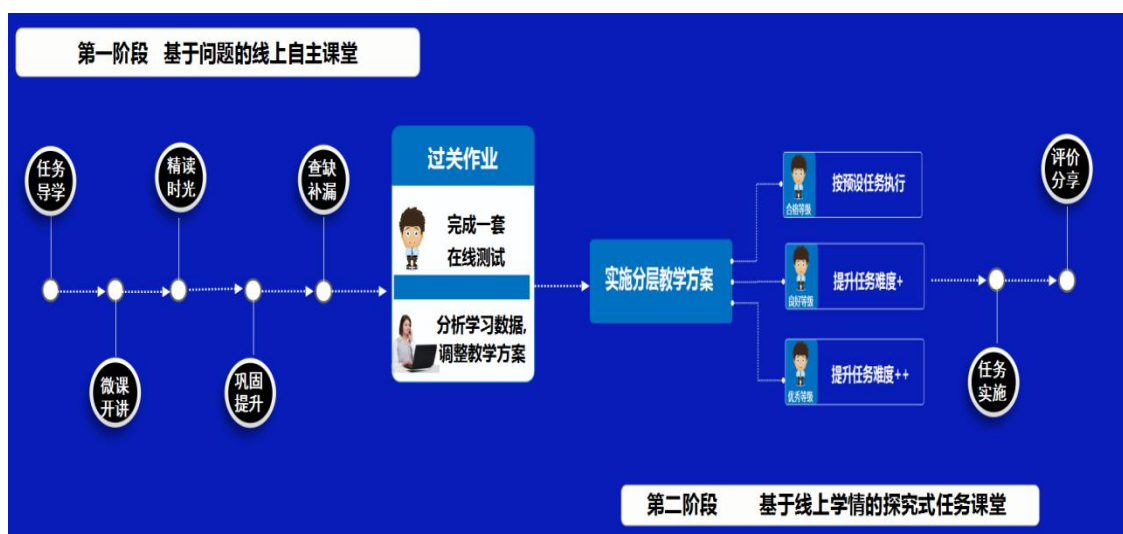 第一阶段 基于问题的线上自主课堂
任务
导学
微课
开讲
精读
时光
巩固
提升
查缺
补漏
过关作业
完成一套
在线测试
分析学习数据,
调整教学方案
实施分层教学方案
合格等级
按预设任务执行
良好等级
提升任务难度+
优秀等级
提升任务难度++
任务
实施
评价
分享
第二阶段 基于线上学情的探究式任务课堂